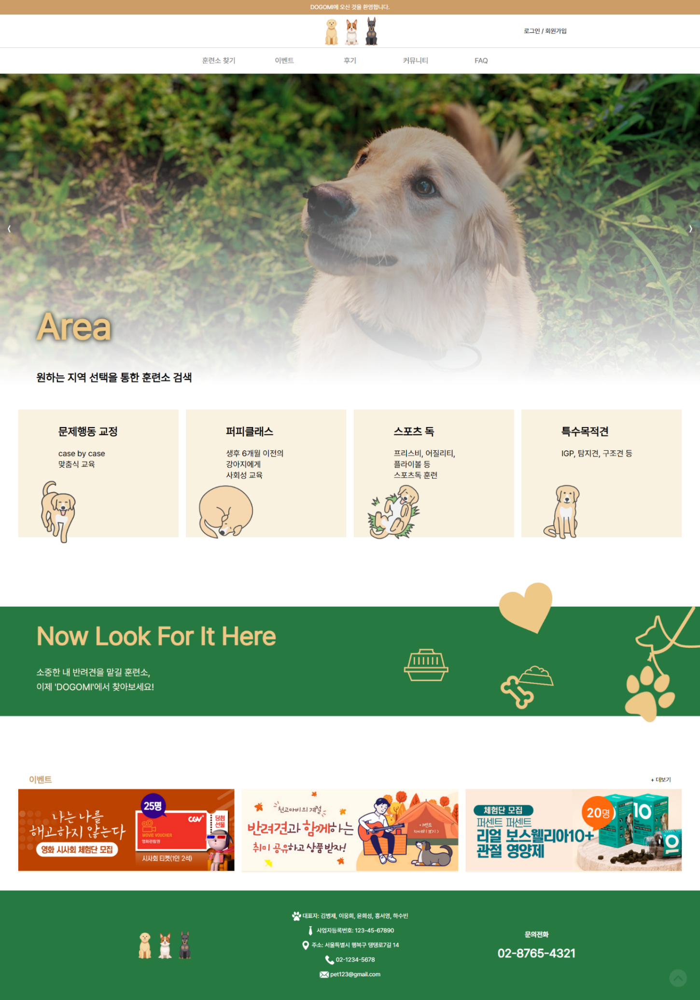 DOGOMI에 오신 것을 환영합니다.
로그인 / 회원가입
훈련소 찾기
이벤트
후기
커뮤니티
FAQ
Area
원하는 지역 선택을 통한 훈련소 검색
문제행동 교정
case by case
맞춤식 교육
퍼피클래스
생후 6개월 이전의
강아지에게
사회성 교육
스포츠 독
프리스비, 어질리티,
플라이볼 등
스포츠독 훈련
특수목적견
IGP, 탐지견, 구조견 등
Now Look For It Here
소중한 내 반려견을 맡길 훈련소,
이제 'DOGOMI'에서 찾아보세요!
이벤트
+ 더보기
나는 나를
해고하지 않는다
영화 시사회 체험단 모집
25명
CGV
MOVIE VOUCHER
영화관람권
당첨
선물
시사회 티켓(1인 2석)
천고마비의 계절
반려견과 함께하는
취미 공유하고 상품받자!
이벤트
자세히 보기 >
체험단 모집
퍼센트 퍼센트
리얼 보스웰리아10+
관절 영양제
20명
10+
10
대표자: 김병제, 이웅희, 윤희성, 홍서영, 하수빈
사업자등록번호: 123-45-67890
주소: 서울특별시 행복구 댕댕로7길 14
02-1234-5678
pet123@gmail.com
문의전화
02-8765-4321